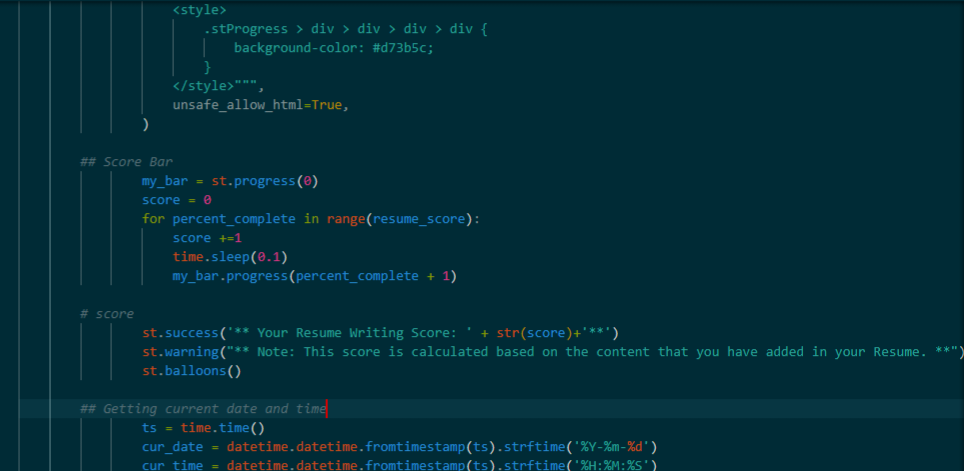 <style>
.stProgress > div > div > div > div {
background-color: #d73b5c;
}
</style>""",
unsafe_allow_html=True,
)
## Score Bar
my_bar = st.progress(0)
score = 0
for percent_complete in range(resume_score):
score +=1
time.sleep(0.1)
my_bar.progress(percent_complete + 1)
# score
st.success('** Your Resume Writing Score: ' + str(score)+'**')
st.warning("** Note: This score is calculated based on the content that you have added in your Resume. **")
st.balloons()
## Getting current date and time
ts = time.time()
cur_date = datetime.datetime.fromtimestamp(ts).strftime('%Y-%m-%d')
cur_time = datetime.datetime.fromtimestamp(ts).strftime('%H:%M:%S')